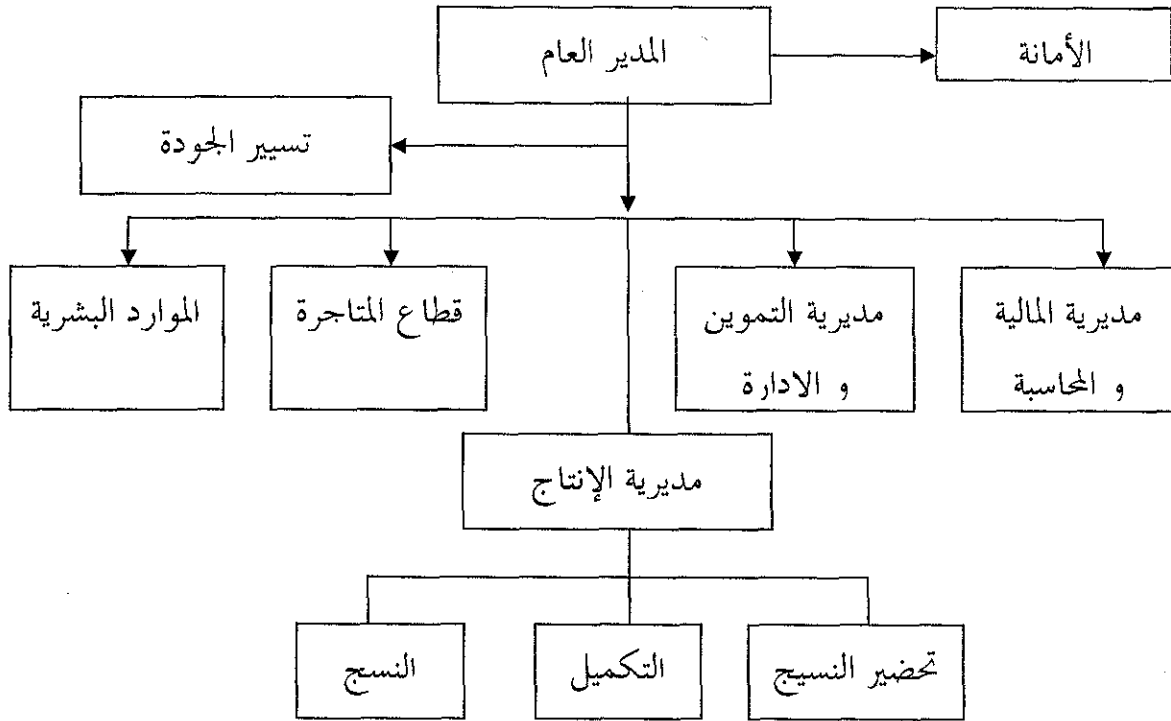 المدير العام
الأمانة
تسيير الجودة
مديرية المالية
و المحاسبة
مديرية التموين
و الادارة
قطاع المتاجرة
الموارد البشرية
مديرية الإنتاج
تحضير النسيج
التكميل
النسج